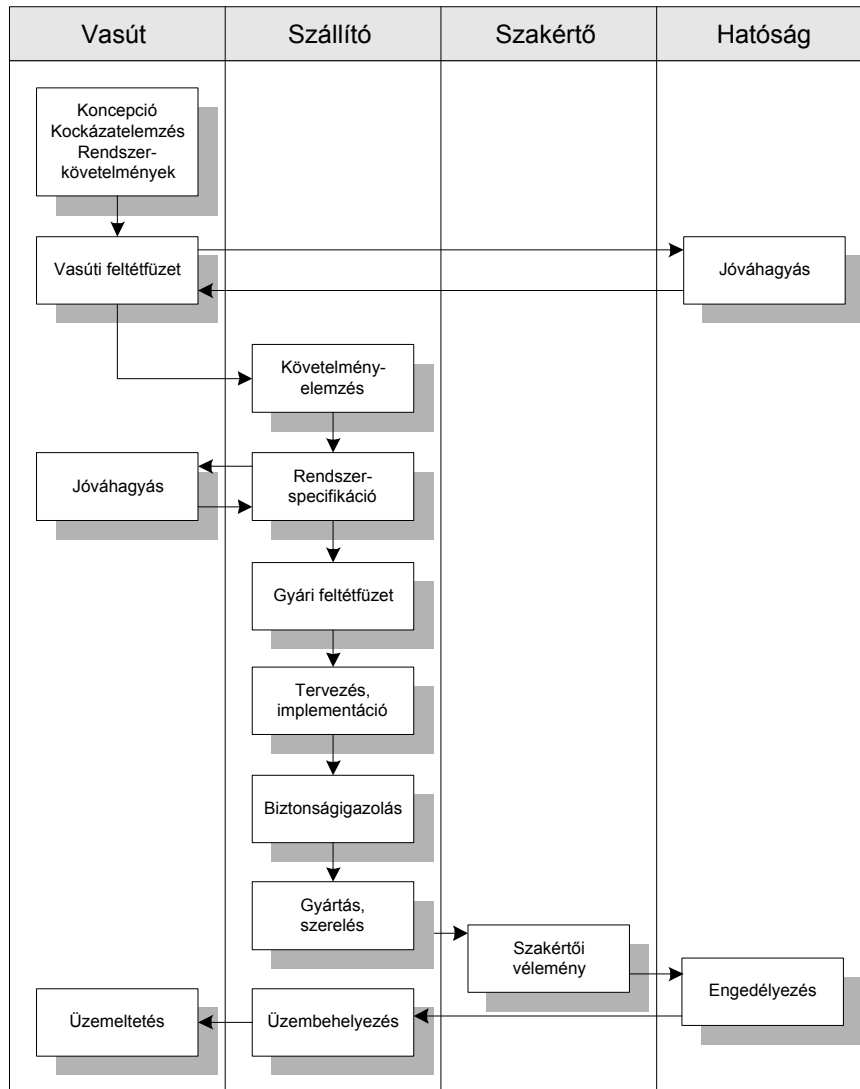 Vasút
Szállító
Szakértő
Hatóság
Koncepció
Kockázatelemzés
Rendszer-
követelmények
Vasúti feltétfüzet
Jóváhagyás
Követelmény-
elemzés
Jóváhagyás
Rendszer-
specifikáció
Gyári feltétfüzet
Tervezés,
implementáció
Biztonságigazolás
Gyártás,
szerelés
Szakértői
vélemény
Engedélyezés
Üzemeltetés
Üzembehelyezés